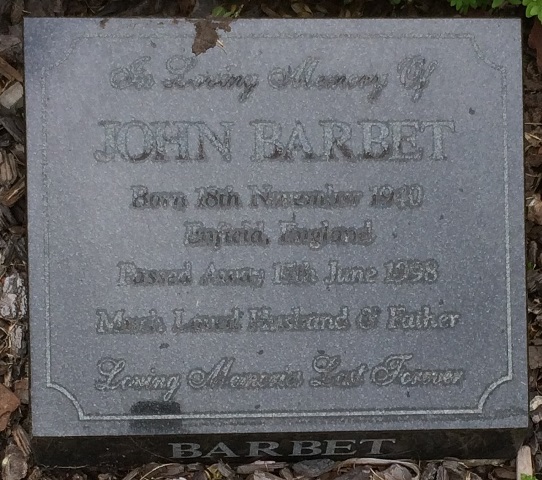 In Loving Memory Of
JOHN BARBET
Born 18th November 1940
Enfield, England
Passed Away June 1998
Much Loved Husband & Father
Loving Memories Last Forever
BARBET